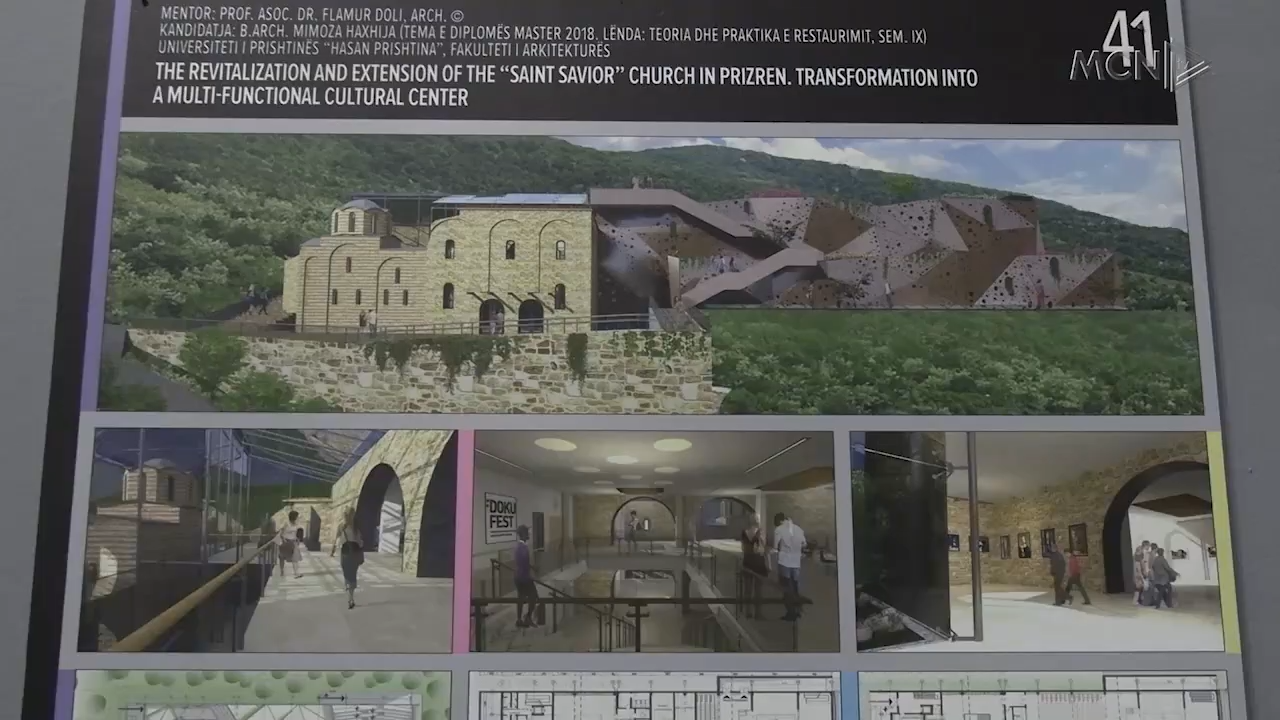 MENTOR: PROF. ASOC. DR. FLAMUR DOLI, ARCH. ©
KANDIDATJA: B.ARCH. MIMOZA HAXHIJA (TEMA E DIPLOMËS MASTER 2018, LËNDA: TEORIA DHE PRAKTIKA E RESTAURIMIT, SEM. IX)
UNIVERSITETI I PRISHTINËS "HASAN PRISHTINA", FAKULTETI I ARKITEKTURËS
THE REVITALIZATION AND EXTENSION OF THE "SAINT SAVIOR" CHURCH IN PRIZREN. TRANSFORMATION INTO
A MULTI-FUNCTIONAL CULTURAL CENTER
41
MCN
DOKU
FEST